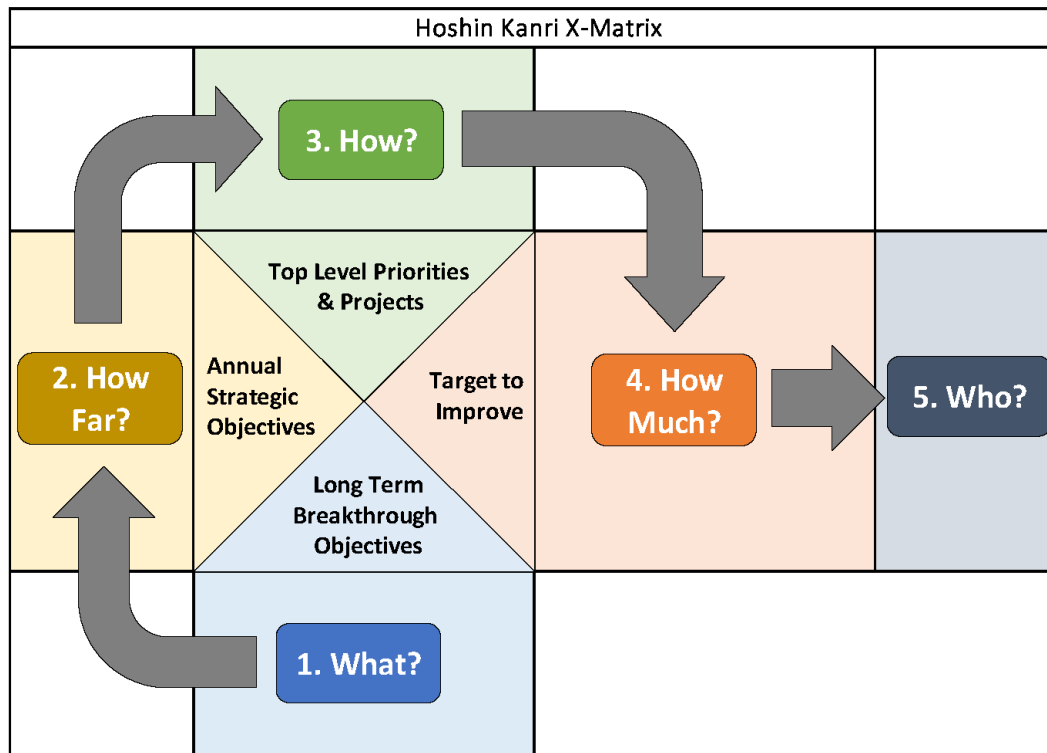 Hoshin Kanri X-Matrix
3. How?
Top Level Priorities
& Projects
2. How
Far?
Annual
Strategic
Objectives
Target to
Improve
4. How
Much?
5. Who?
Long Term
Breakthrough
Objectives
1. What?